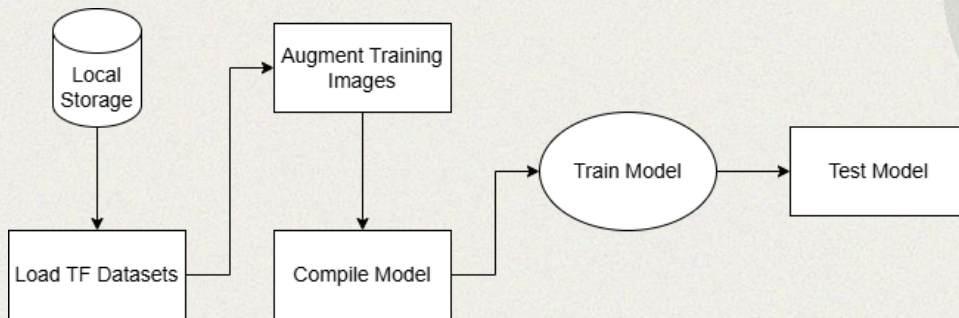 Local
Storage
Load TF Datasets
Augment Training
Images
Compile Model
Train Model
Test Model